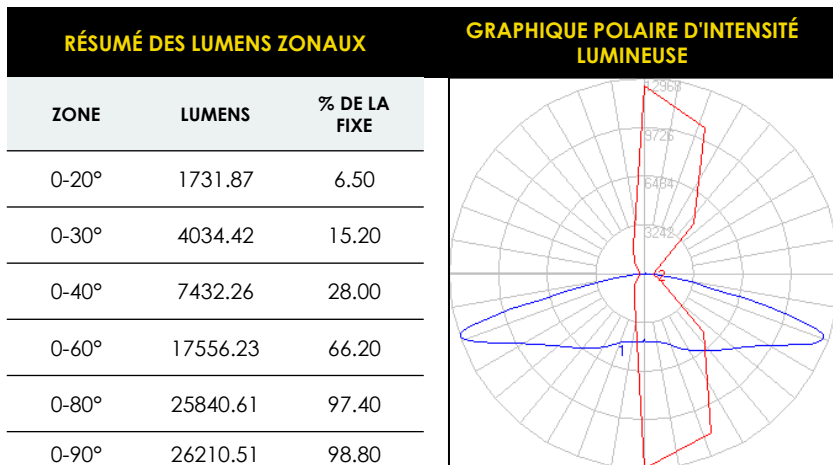 RÉSUMÉ DES LUMENS ZONAUX
ZONE LUMENS % DE LA FIXE
0-20° 1731.87 6.50
0-30° 4034.42 15.20
0-40° 7432.26 28.00
0-60° 17556.23 66.20
0-80° 25840.61 97.40
0-90° 26210.51 98.80
GRAPHIQUE POLAIRE D'INTENSITÉ
LUMINEUSE
12968
9726
6484
3242
2
1